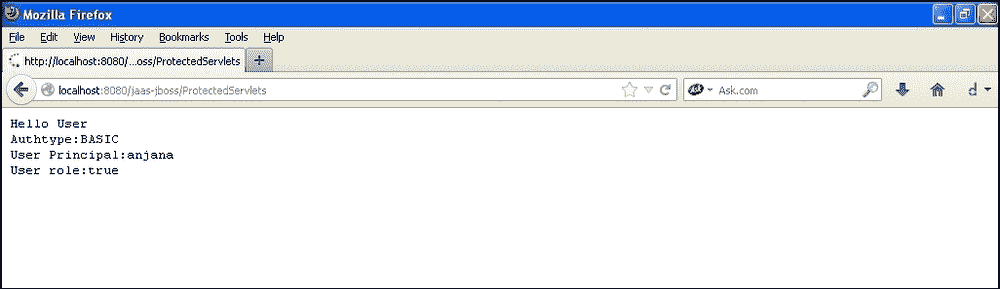 Mozilla Firefox
File Edit View History Bookmarks Tools Help
http://localhost:8080/...oss/ProtectedServlets
localhost:8080/jaas-jboss/ProtectedServlets
Ask.com
d
Hello User
Authtype:BASIC
User Principal:anjana
User role:true